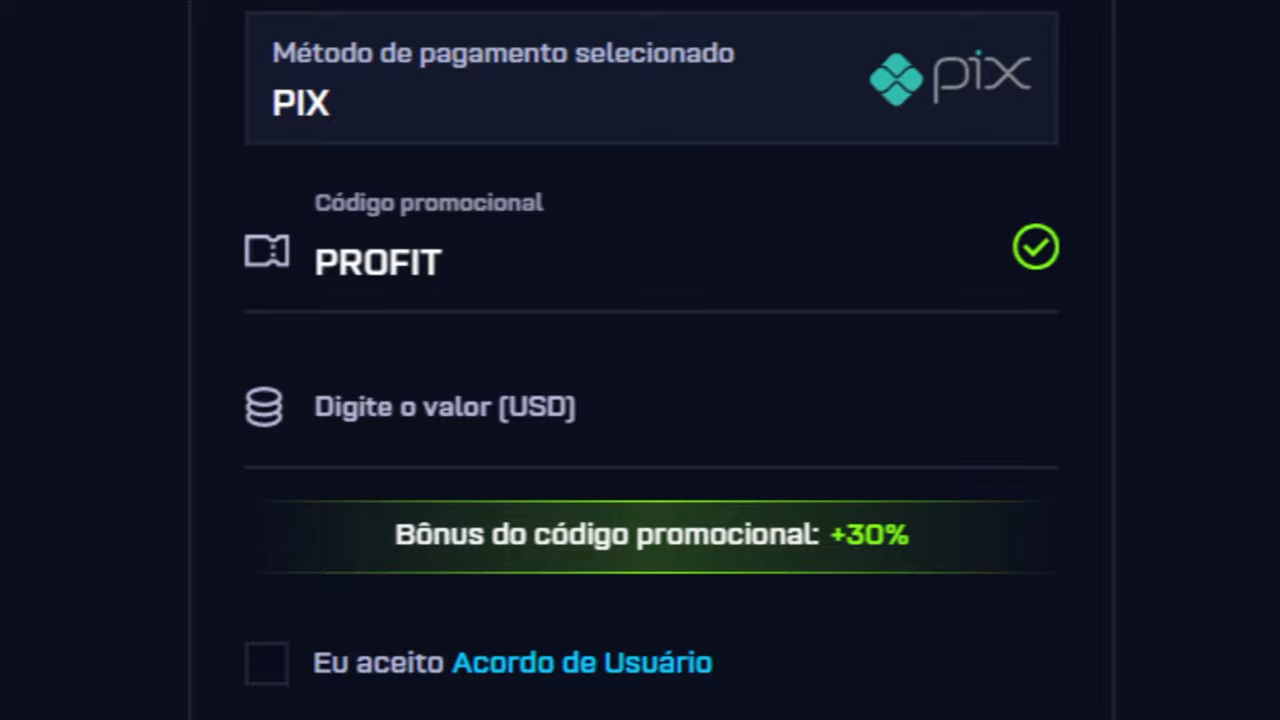 Método de pagamento selecionado
PIX
pix
Código promocional
PROFIT
Digite o valor (USD)
Bônus do código promocional: +30%
Eu aceito Acordo de Usuário